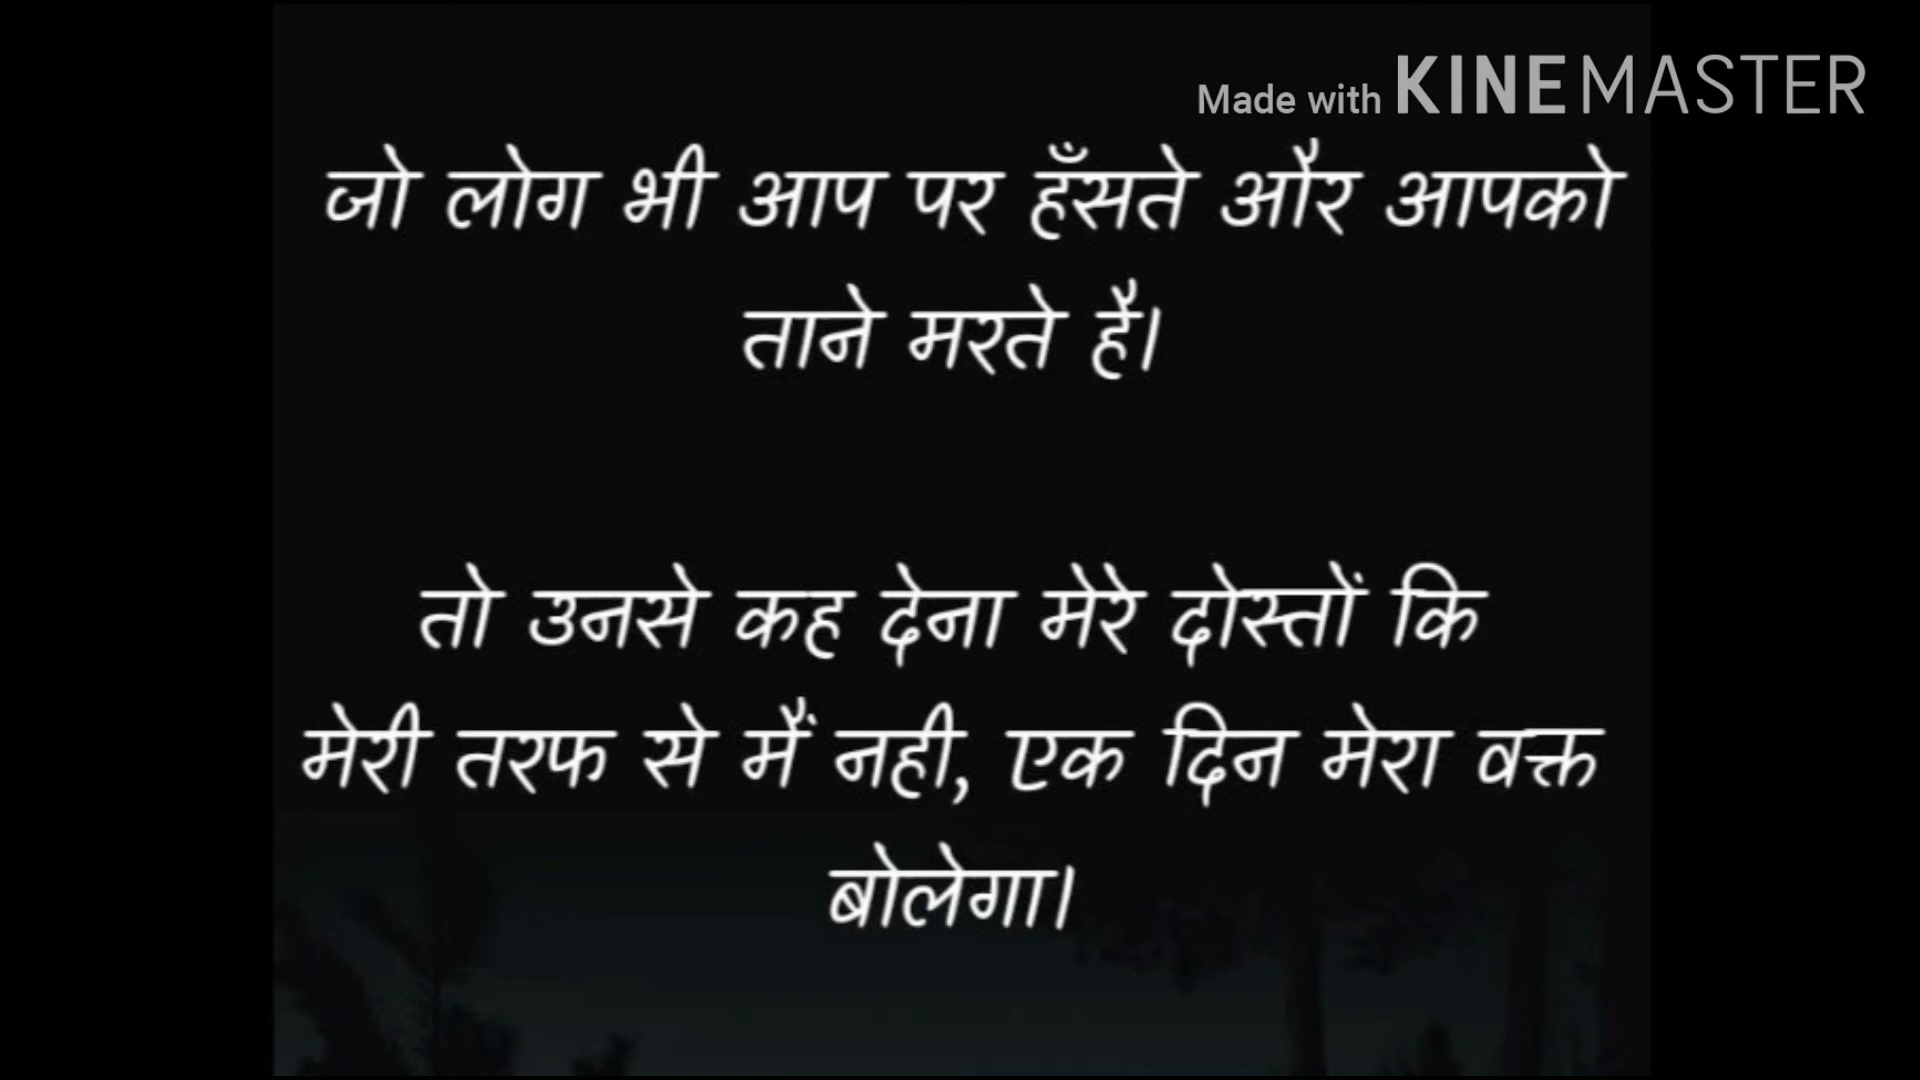 Made with KINEMASTER
जो लोग भी आप पर हँसते और आपको
ताने मरते है।
तो उनसे कह देना मेरे दोस्तों कि
मेरी तरफ से मैं नही, एक दिन मेरा वक्त
बोलेगा।